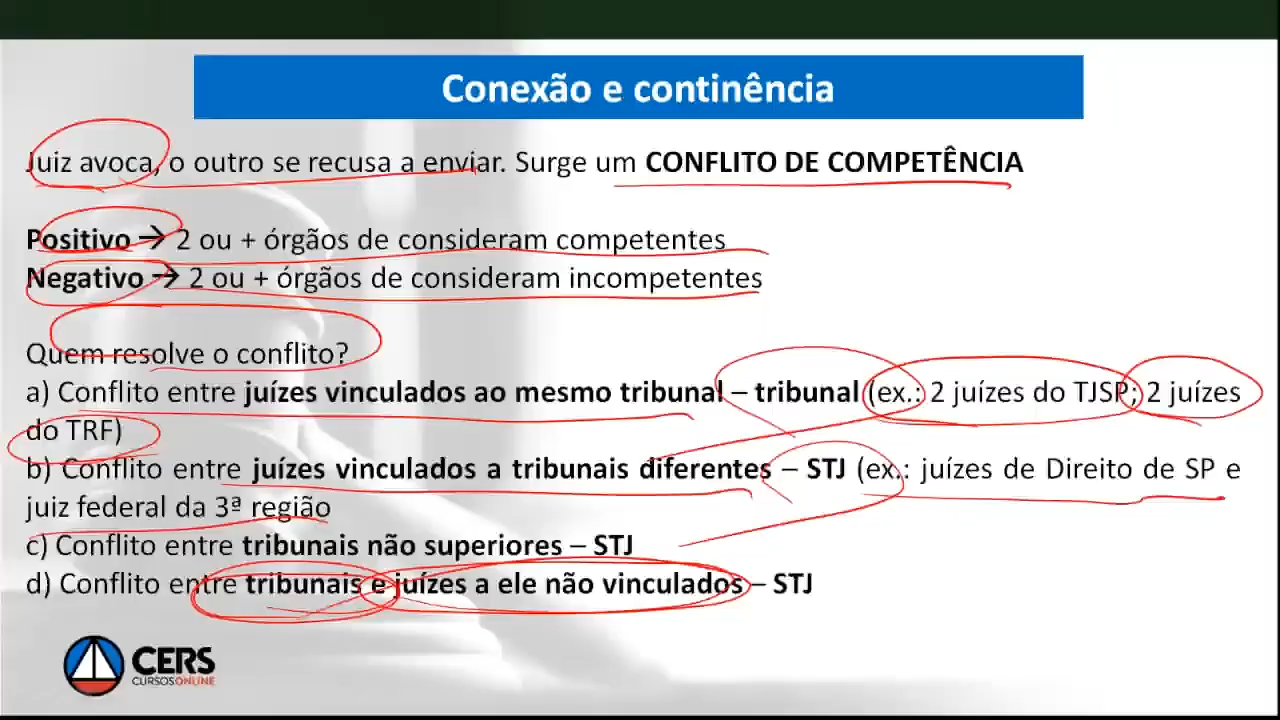 Conexão e continência
Juiz avoca, o outro se recusa a enviar. Surge um CONFLITO DE COMPETÊNCIA
Positivo → 2 ou + órgãos de consideram competentes
Negativo → 2 ou + órgãos de consideram incompetentes
Quem resolve o conflito?
a) Conflito entre juízes vinculados ao mesmo tribunal – tribunal (ex.: 2 juízes do TJSP; 2 juízes
do TRF)
b) Conflito entre juízes vinculados a tribunais diferentes – STJ (ex.: juízes de Direito de SP e
juiz federal da 3ª região
c) Conflito entre tribunais não superiores – STJ
d) Conflito entre tribunais e juízes a ele não vinculados – STJ
CERS
CURSOS ONLINE